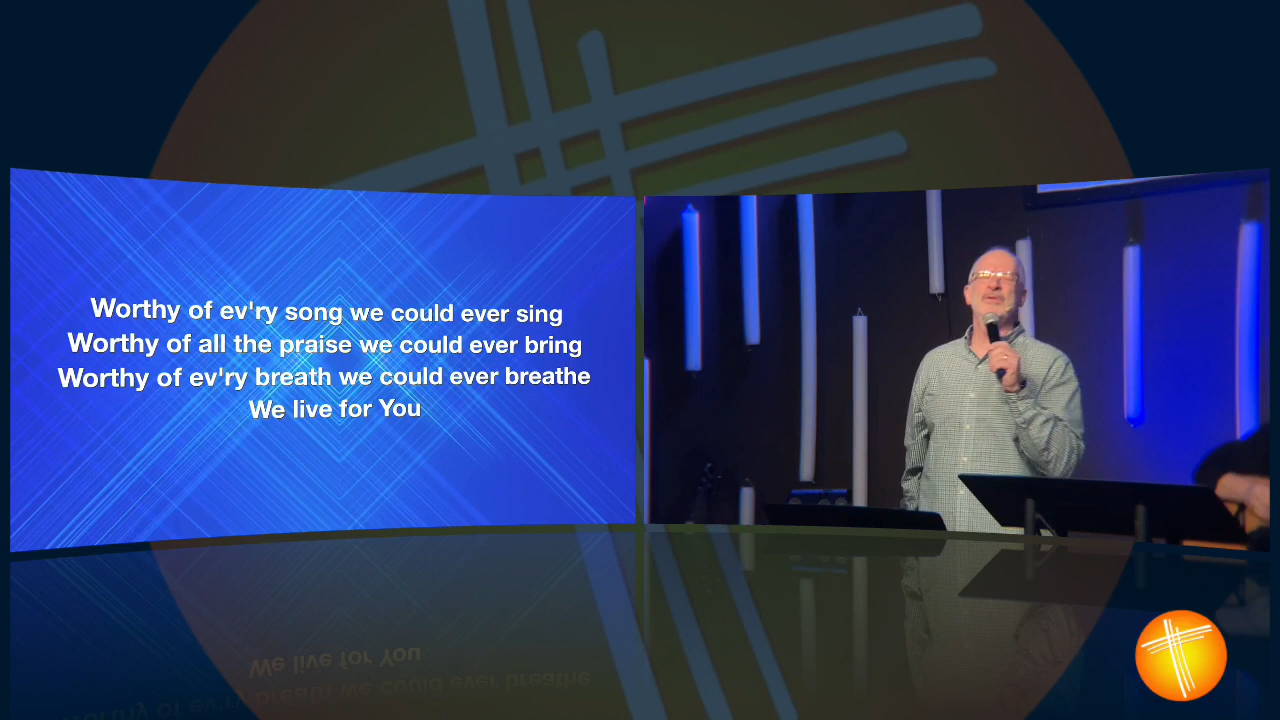 Worthy of ev'ry song we could ever sing
Worthy of all the praise we could ever bring
Worthy of ev'ry breath we could ever breathe
We live for You